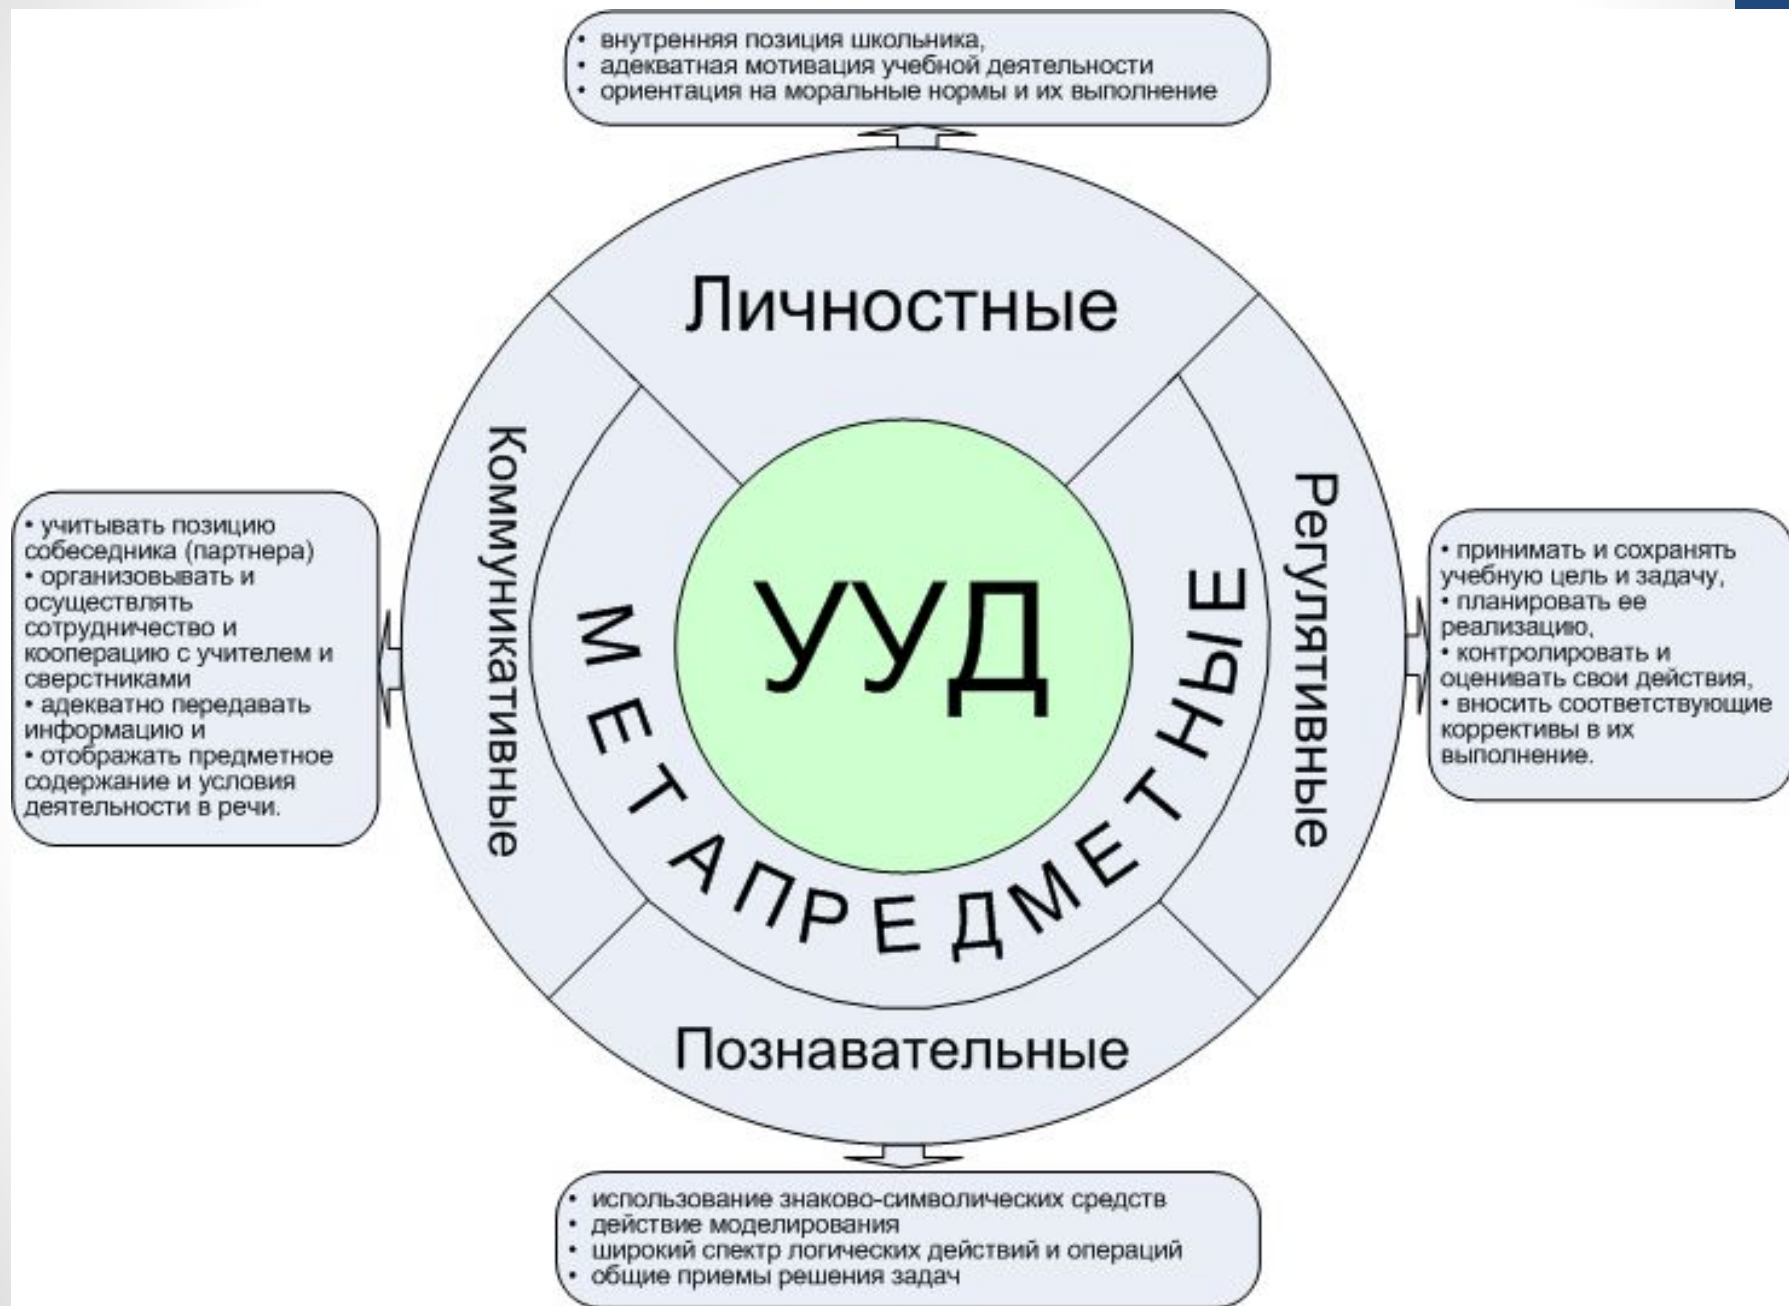 • внутренняя позиция школьника,
• адекватная мотивация учебной деятельности
• ориентация на моральные нормы и их выполнение
Личностные
Коммуникативные
Регулятивные
УУД
МЕТАПРЕДМЕТНЫЕ
Познавательные
• учитывать позицию
собеседника (партнера)
• организовывать и
осуществлять
сотрудничество и
кооперацию с учителем и
сверстниками
• адекватно передавать
информацию и
• отображать предметное
содержание и условия
деятельности в речи.
• принимать и сохранять
учебную цель и задачу,
• планировать ее
реализацию,
• контролировать и
оценивать свои действия,
• вносить соответствующие
коррективы в их
выполнение.
• использование знаково-символических средств
• действие моделирования
• широкий спектр логических действий и операций
• общие приемы решения задач